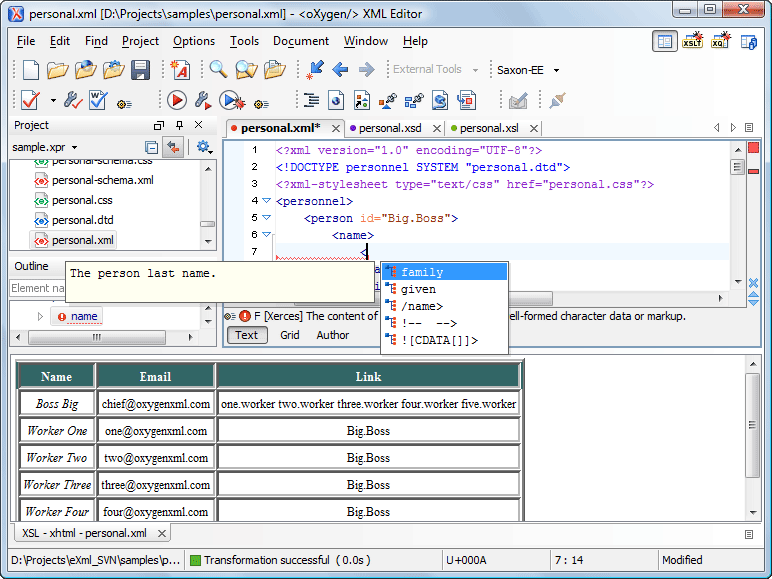 personal.xml [D:\Projects\samples\personal.xml] - <oXygen/> XML Editor
File Edit Find Project Options Tools Document Window Help
XSLT XQ
External Tools Saxon-EE
Project
sample.xpr
personal-schema.css
personal-schema.xml
personal.css
personal.dtd
personal.xml
personal.xml* personal.xsd personal.xsl
1 <?xml version="1.0" encoding="UTF-8"?>
2 <!DOCTYPE personnel SYSTEM "personal.dtd">
3 <?xml-stylesheet type="text/css" href="personal.css"?>
4 <personnel>
5 <person id="Big.Boss">
6 <name>
7 <
Outline
Element na
name
The person last name.
family
given
/name>
!-- -->
![CDATA[]]>
F [Xerces] The content of ell-formed character data or markup.
Text Grid Author
Name Email Link
Boss Big chief@oxygenxml.com one.worker two.worker three.worker four.worker five.worker
Worker One one@oxygenxml.com Big.Boss
Worker Two two@oxygenxml.com Big.Boss
Worker Three three@oxygenxml.com Big.Boss
Worker Four four@oxygenxml.com Big.Boss
XSL - xhtml - personal.xml
D:\Projects\eXml_SVN\samples\p... Transformation successful (0.0s) U+000A 7 : 14 Modified